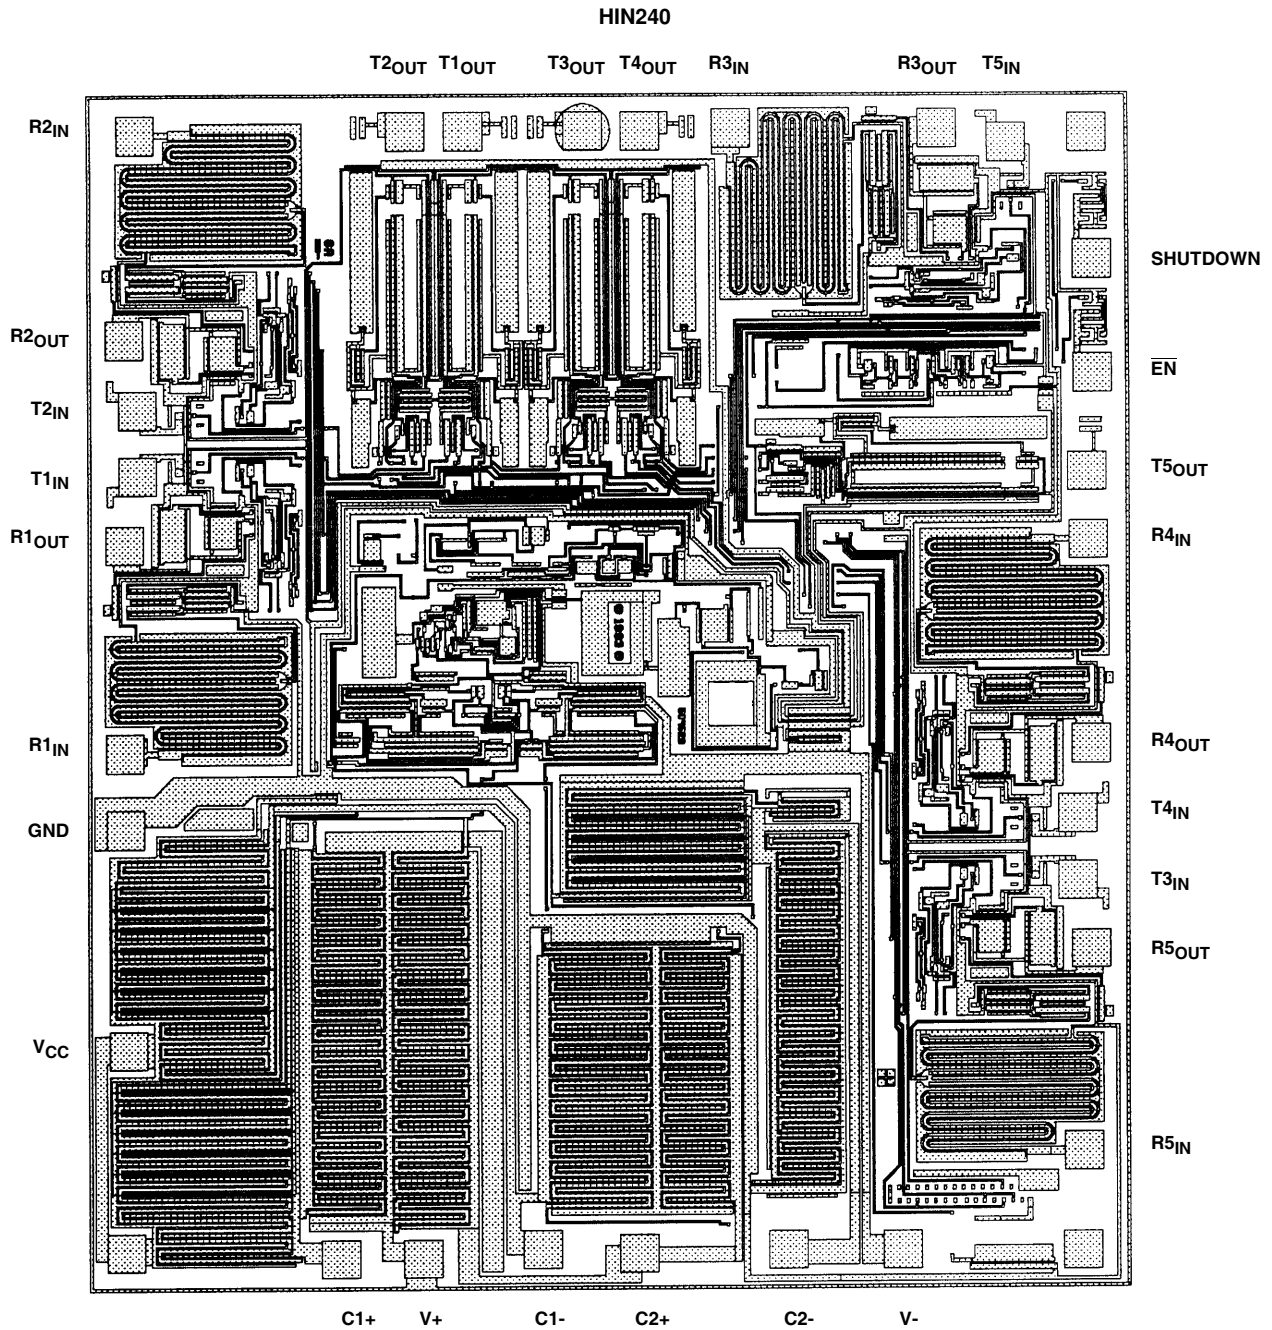 HIN240
T2OUT T1OUT T3OUT T4OUT R3IN R3OUT T5IN
R2IN
SHUTDOWN
R2OUT
EN
T2IN
T5OUT
T1IN
R1OUT
R4IN
R1IN
R4OUT
T4IN
GND
T3IN
R5OUT
VCC
R5IN
C1+ V+ C1- C2+ C2- V-